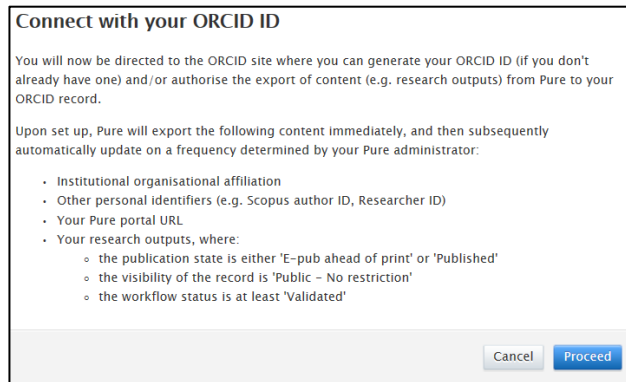 Connect with your ORCID ID
You will now be directed to the ORCID site where you can generate your ORCID ID (if you don't
already have one) and/or authorise the export of content (e.g. research outputs) from Pure to your
ORCID record.
Upon set up, Pure will export the following content immediately, and then subsequently
automatically update on a frequency determined by your Pure administrator:
• Institutional organisational affiliation
• Other personal identifiers (e.g. Scopus author ID, Researcher ID)
• Your Pure portal URL
• Your research outputs, where:
◦ the publication state is either 'E-pub ahead of print' or 'Published'
◦ the visibility of the record is 'Public - No restriction'
◦ the workflow status is at least 'Validated'
Cancel Proceed